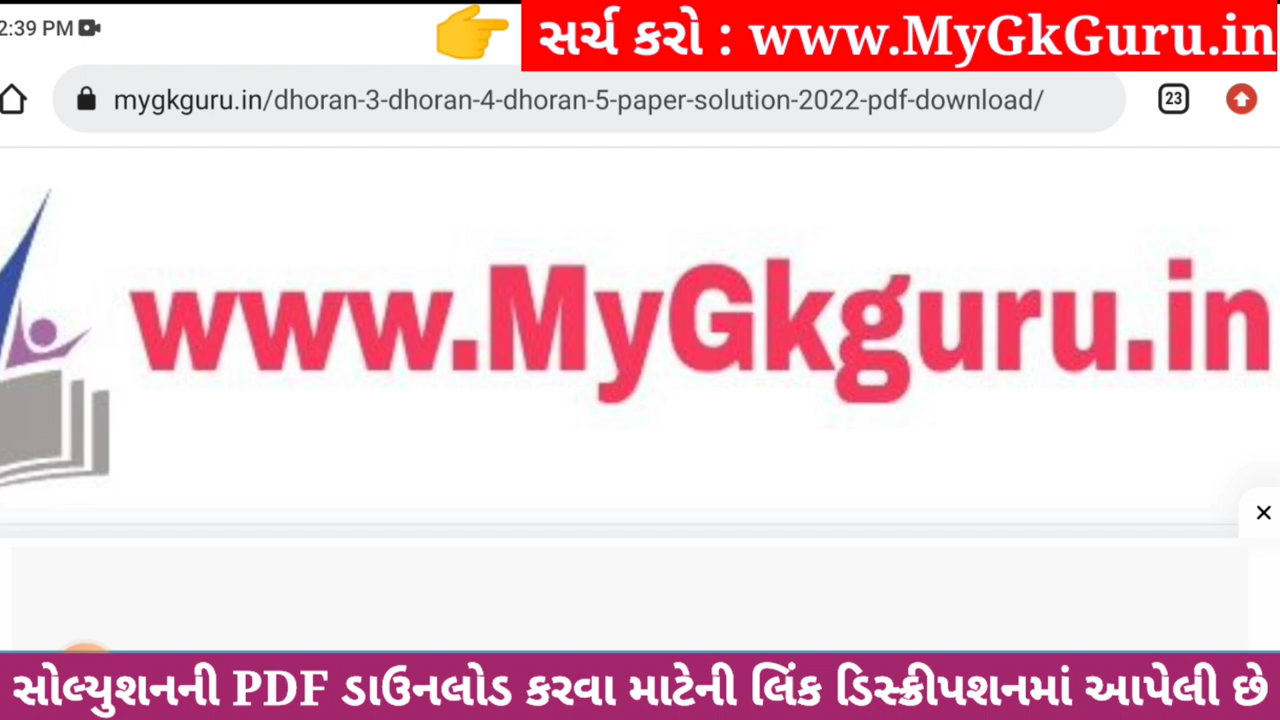 2:39 PM
👉 સર્ચ કરો : www.MyGkGuru.in
mygkguru.in/dhoran-3-dhoran-4-dhoran-5-paper-solution-2022-pdf-download/
23
www.MyGkguru.in
સોલ્યુશનની PDF ડાઉનલોડ કરવા માટેની લિંક ડિસ્ક્રીપશનમાં આપેલી છે